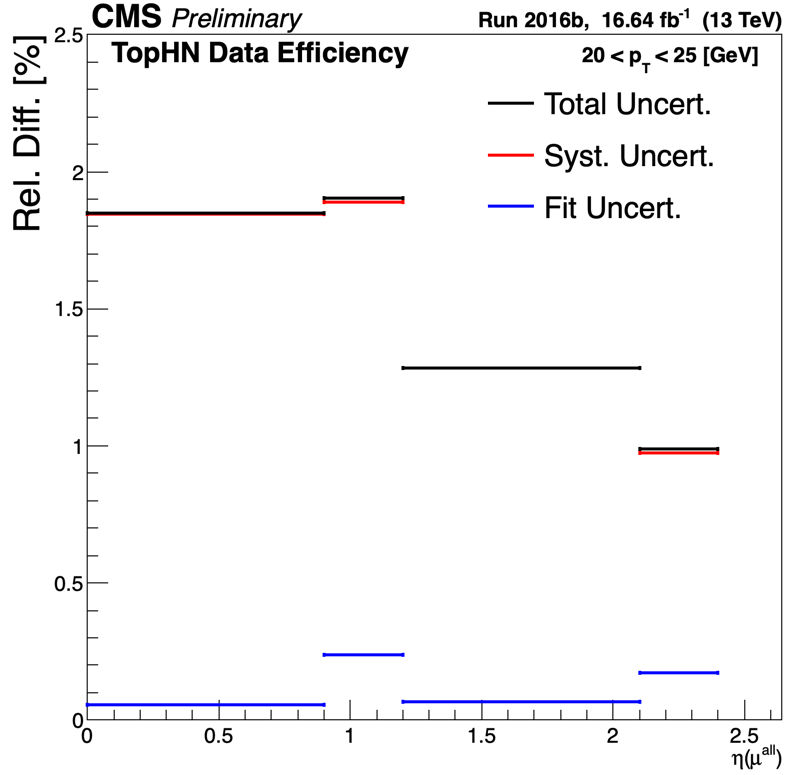 CMS Preliminary
Run 2016b, 16.64 fb⁻¹ (13 TeV)
TopHN Data Efficiency
20 < p_T < 25 [GeV]
Total Uncert.
Syst. Uncert.
Fit Uncert.
Rel. Diff. [%]
2.5
2
1.5
1
0.5
0
0 0.5 1 1.5 2 2.5
η(μ^all)